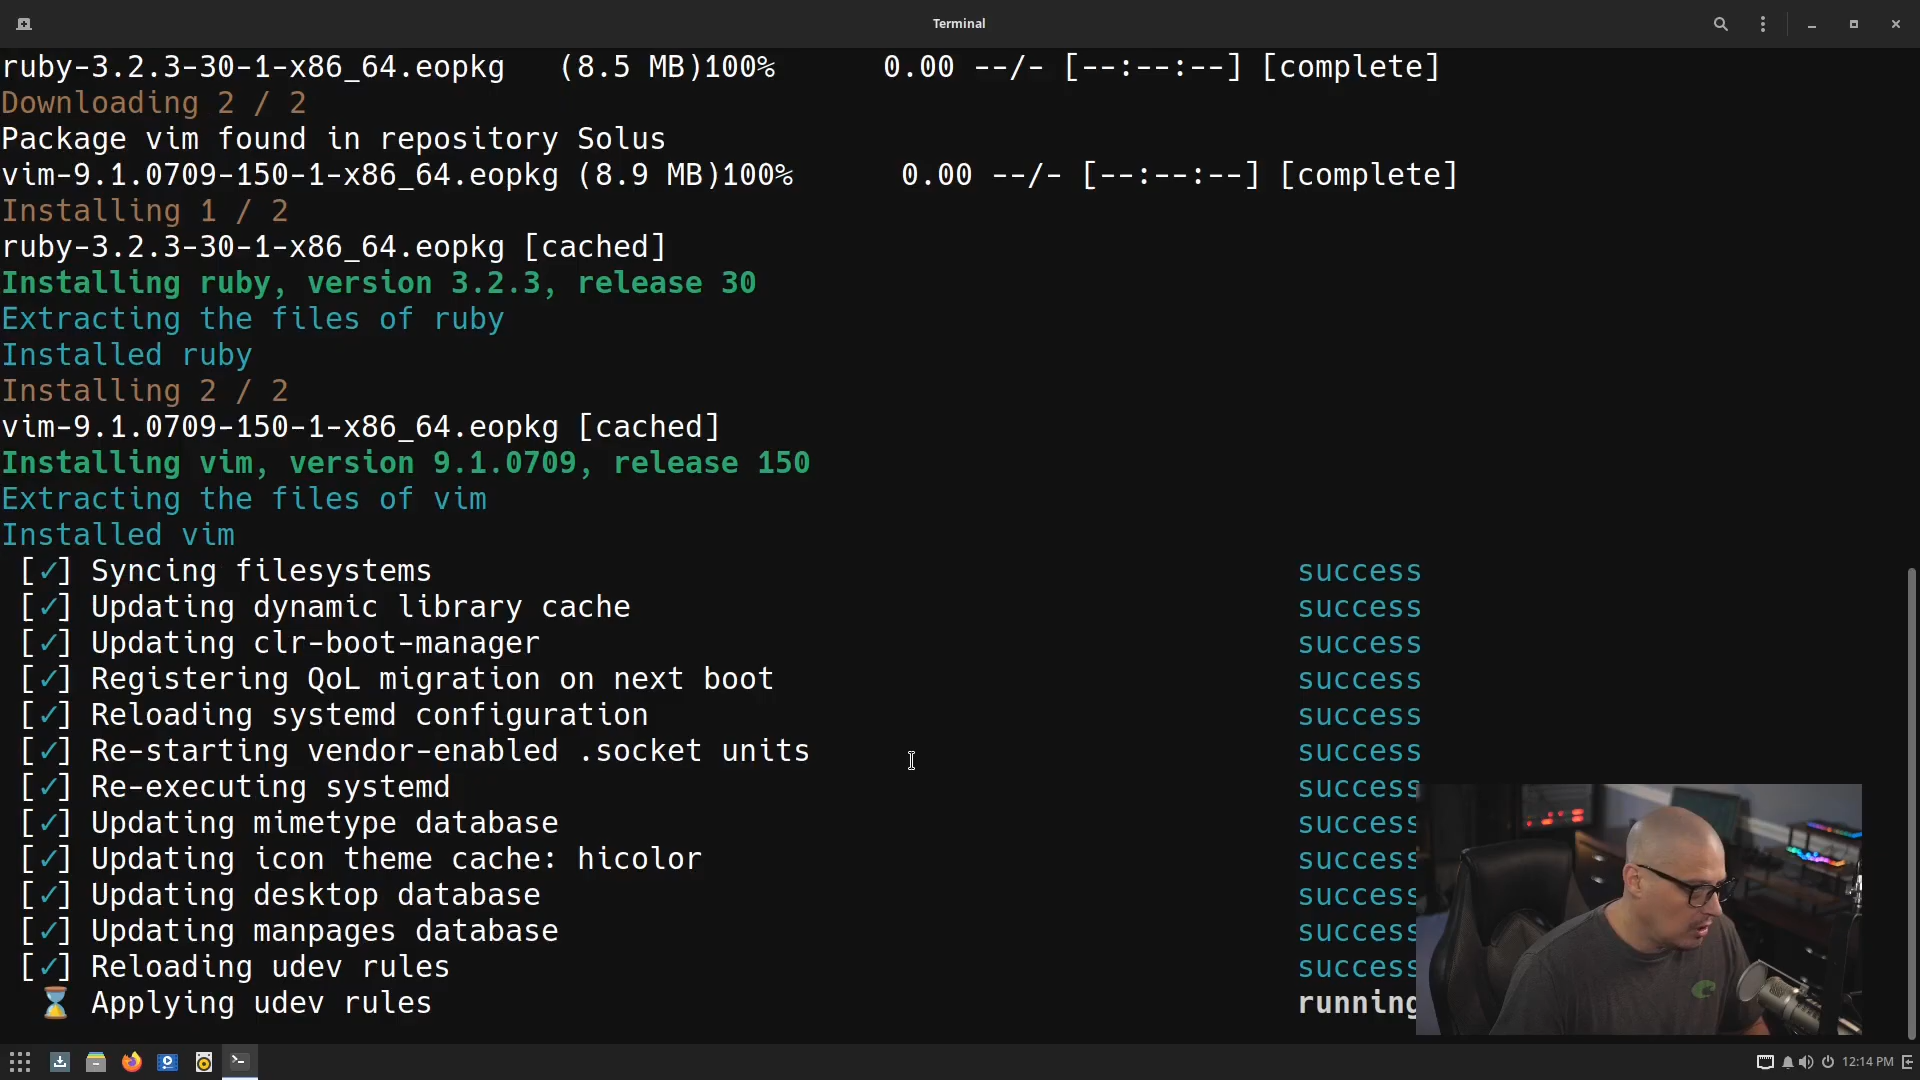 Terminal
ruby-3.2.3-30-1-x86_64.eopkg (8.5 MB)100% 0.00 --/- [--:--:--] [complete]
Downloading 2 / 2
Package vim found in repository Solus
vim-9.1.0709-150-1-x86_64.eopkg (8.9 MB)100% 0.00 --/- [--:--:--] [complete]
Installing 1 / 2
ruby-3.2.3-30-1-x86_64.eopkg [cached]
Installing ruby, version 3.2.3, release 30
Extracting the files of ruby
Installed ruby
Installing 2 / 2
vim-9.1.0709-150-1-x86_64.eopkg [cached]
Installing vim, version 9.1.0709, release 150
Extracting the files of vim
Installed vim
[✓] Syncing filesystems success
[✓] Updating dynamic library cache success
[✓] Updating clr-boot-manager success
[✓] Registering QoL migration on next boot success
[✓] Reloading systemd configuration success
[✓] Re-starting vendor-enabled .socket units success
[✓] Re-executing systemd success
[✓] Updating mimetype database success
[✓] Updating icon theme cache: hicolor success
[✓] Updating desktop database success
[✓] Updating manpages database success
[✓] Reloading udev rules success
⌛ Applying udev rules running
12:14 PM